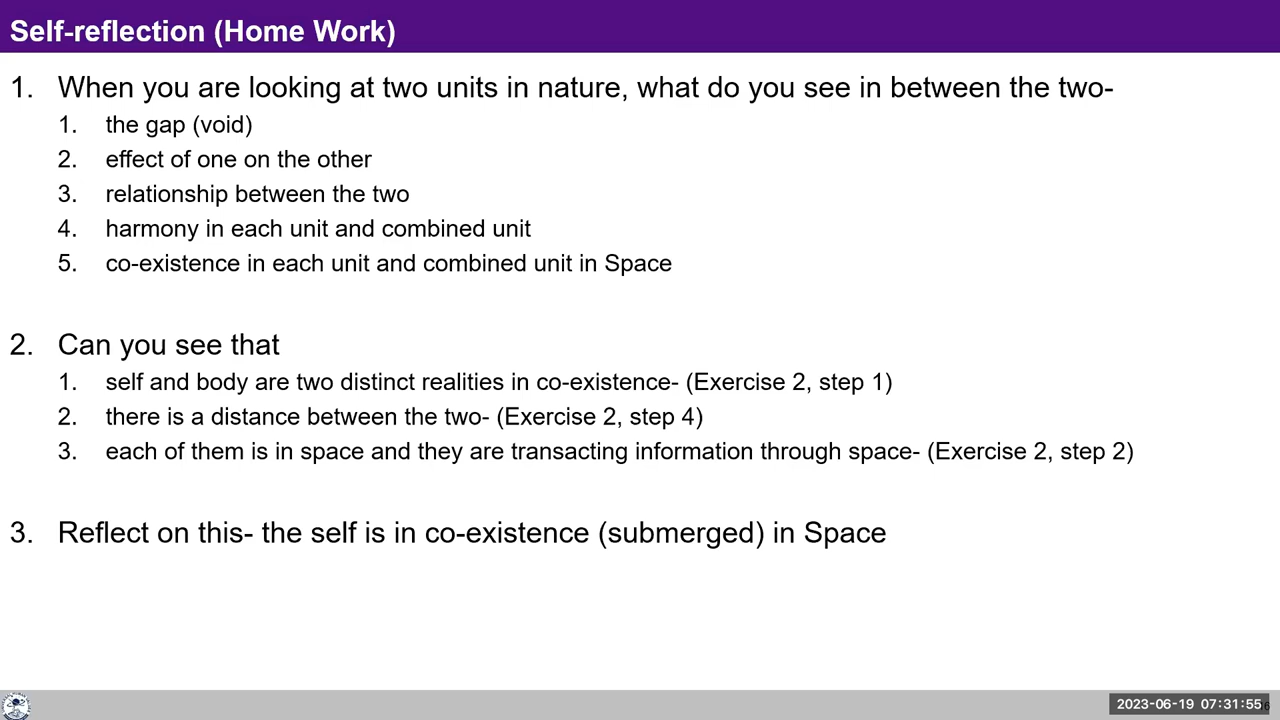 Self-reflection (Home Work)
1. When you are looking at two units in nature, what do you see in between the two-
1. the gap (void)
2. effect of one on the other
3. relationship between the two
4. harmony in each unit and combined unit
5. co-existence in each unit and combined unit in Space
2. Can you see that
1. self and body are two distinct realities in co-existence- (Exercise 2, step 1)
2. there is a distance between the two- (Exercise 2, step 4)
3. each of them is in space and they are transacting information through space- (Exercise 2, step 2)
3. Reflect on this- the self is in co-existence (submerged) in Space
2023-06-19 07:31:55